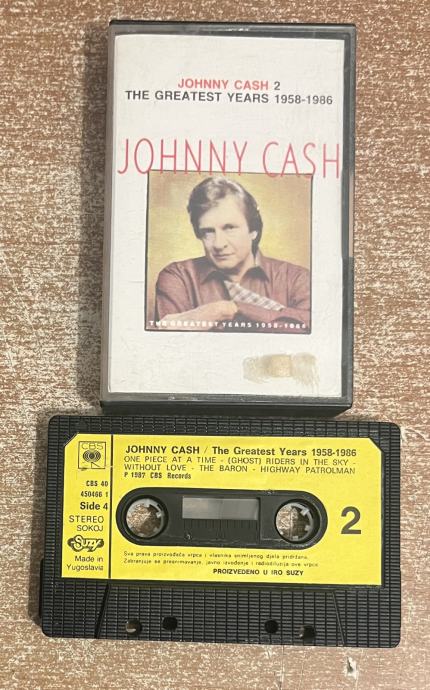 JOHNNY CASH 2
THE GREATEST YEARS 1958-1986
JOHNNY CASH
THE GREATEST YEARS 1958-1986
CBS
JOHNNY CASH / The Greatest Years 1958-1986
ONE PIECE AT A TIME - (GHOST) RIDERS IN THE SKY -
WITHOUT LOVE - THE BARON - HIGHWAY PATROLMAN
P 1987 CBS Records
CBS 40
450466 1
Side 4
STEREO
SOKOJ
Suzy
Made in
Yugoslavia
2
Sva prava proizvođača vrpce i vlasnika snimljenog djela pridržana.
Zabranjuje se presnimavanje, javno izvođenje i radiodifuzija ove vrpce
PROIZVEDENO U IRO SUZY